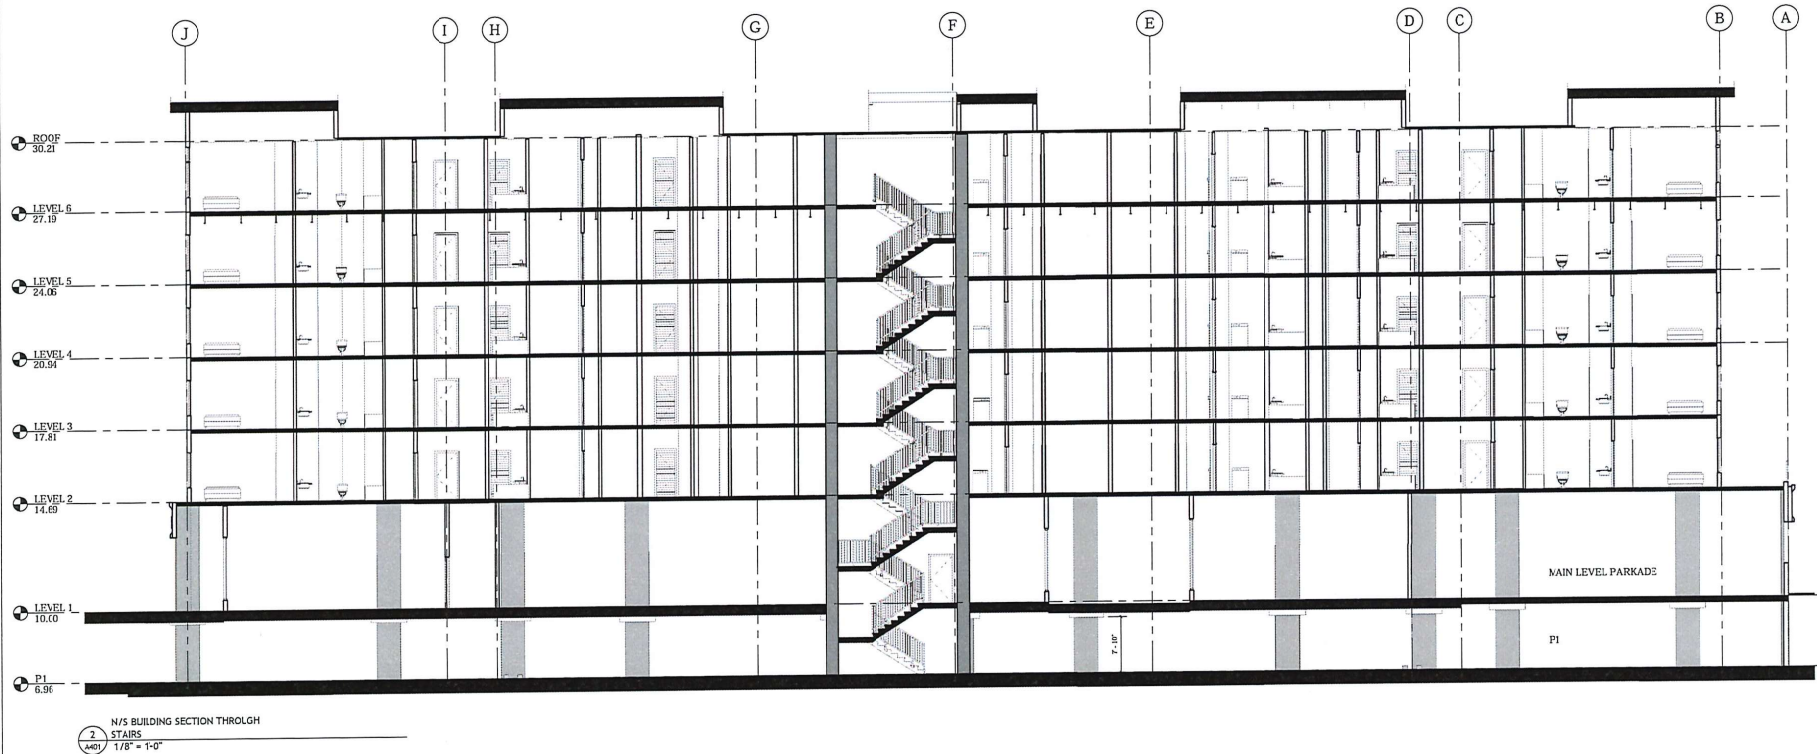 J
I
H
G
F
E
D
C
B
A
ROOF
30.21
LEVEL 6
27.19
LEVEL 5
24.06
LEVEL 4
20.94
LEVEL 3
17.81
LEVEL 2
14.69
MAIN LEVEL PARKADE
LEVEL 1
10.00
7'-10"
P1
P1
6.96
N/S BUILDING SECTION THROLGH
2
STAIRS
A401
1/8" = 1'-0"